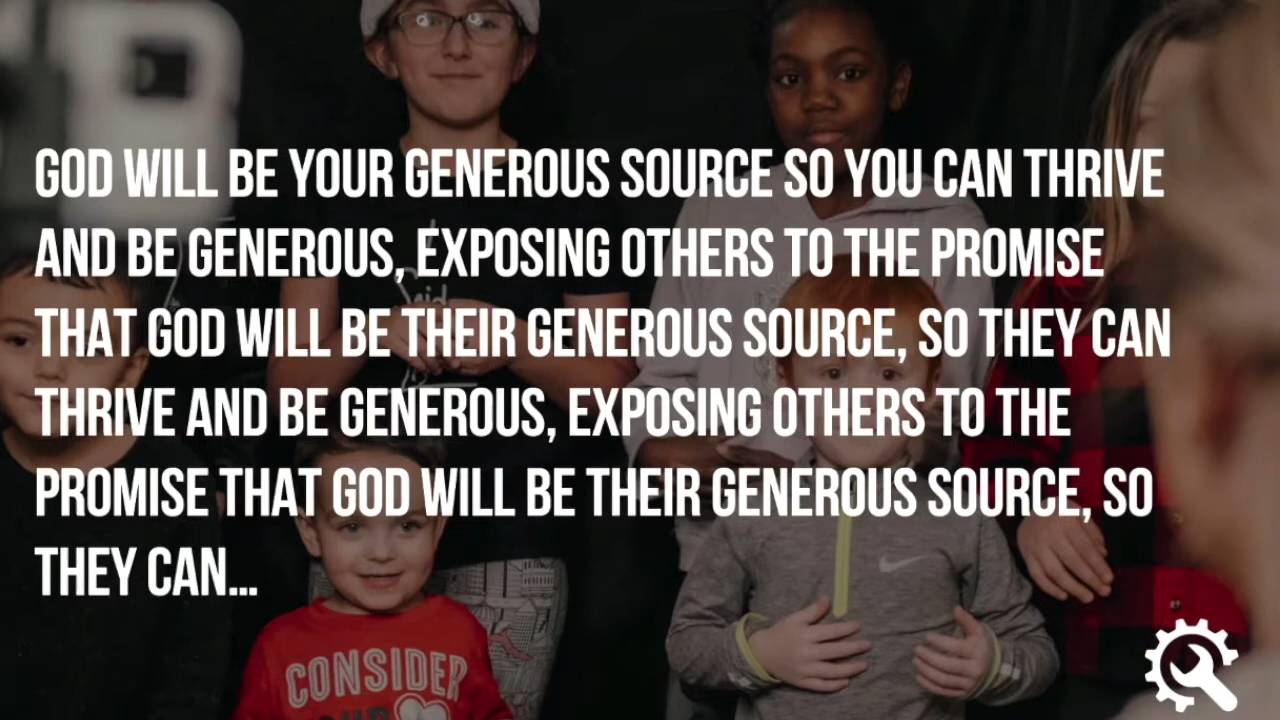 GOD WILL BE YOUR GENEROUS SOURCE SO YOU CAN THRIVE
AND BE GENEROUS, EXPOSING OTHERS TO THE PROMISE
THAT GOD WILL BE THEIR GENEROUS SOURCE, SO THEY CAN
THRIVE AND BE GENEROUS, EXPOSING OTHERS TO THE
PROMISE THAT GOD WILL BE THEIR GENEROUS SOURCE, SO
THEY CAN...
Said
CONSIDER